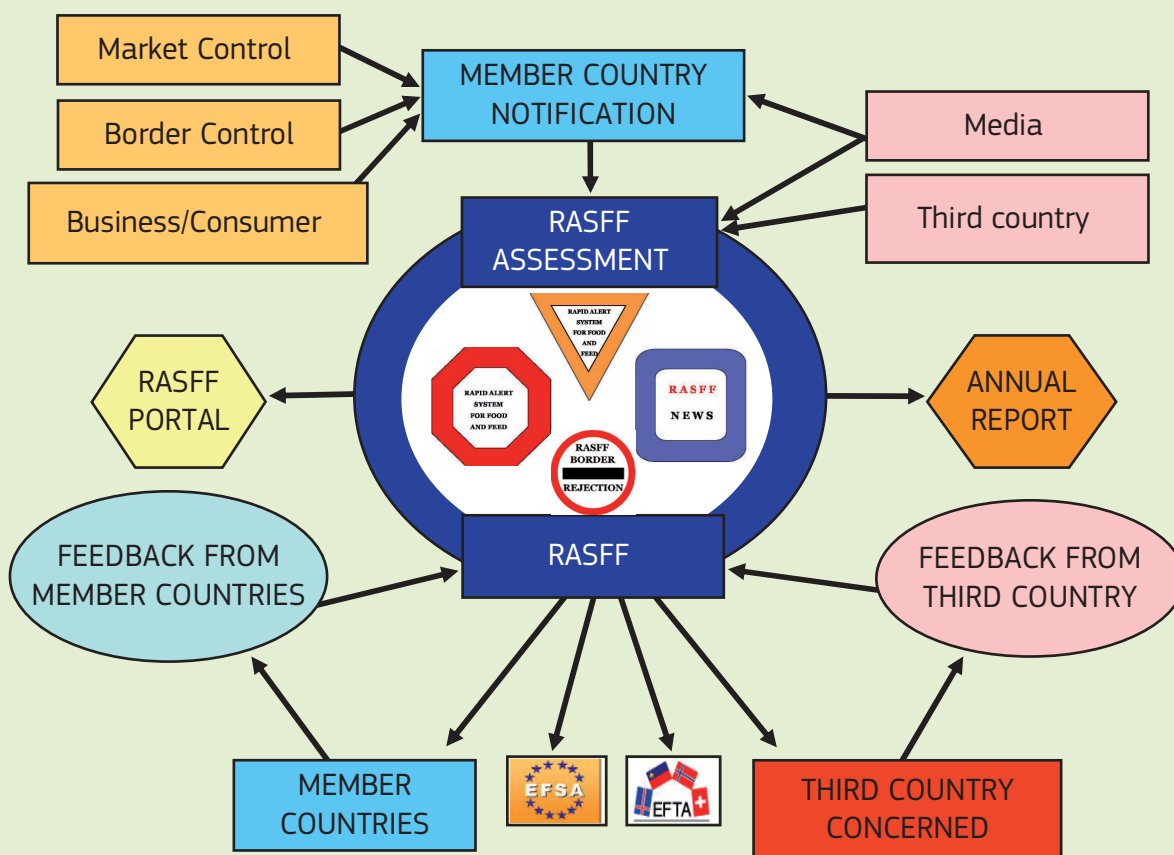 Market Control
Border Control
Business/Consumer
MEMBER COUNTRY
NOTIFICATION
Media
Third country
RASFF
ASSESSMENT
RAPID ALERT
SYSTEM
FOR FOOD
AND
FEED
RAPID ALERT
SYSTEM
FOR FOOD
AND FEED
RASFF
NEWS
RASFF
BORDER
REJECTION
RASFF
PORTAL
ANNUAL
REPORT
FEEDBACK FROM
MEMBER COUNTRIES
RASFF
FEEDBACK FROM
THIRD COUNTRY
MEMBER
COUNTRIES
EFSA
EFTA
THIRD COUNTRY
CONCERNED